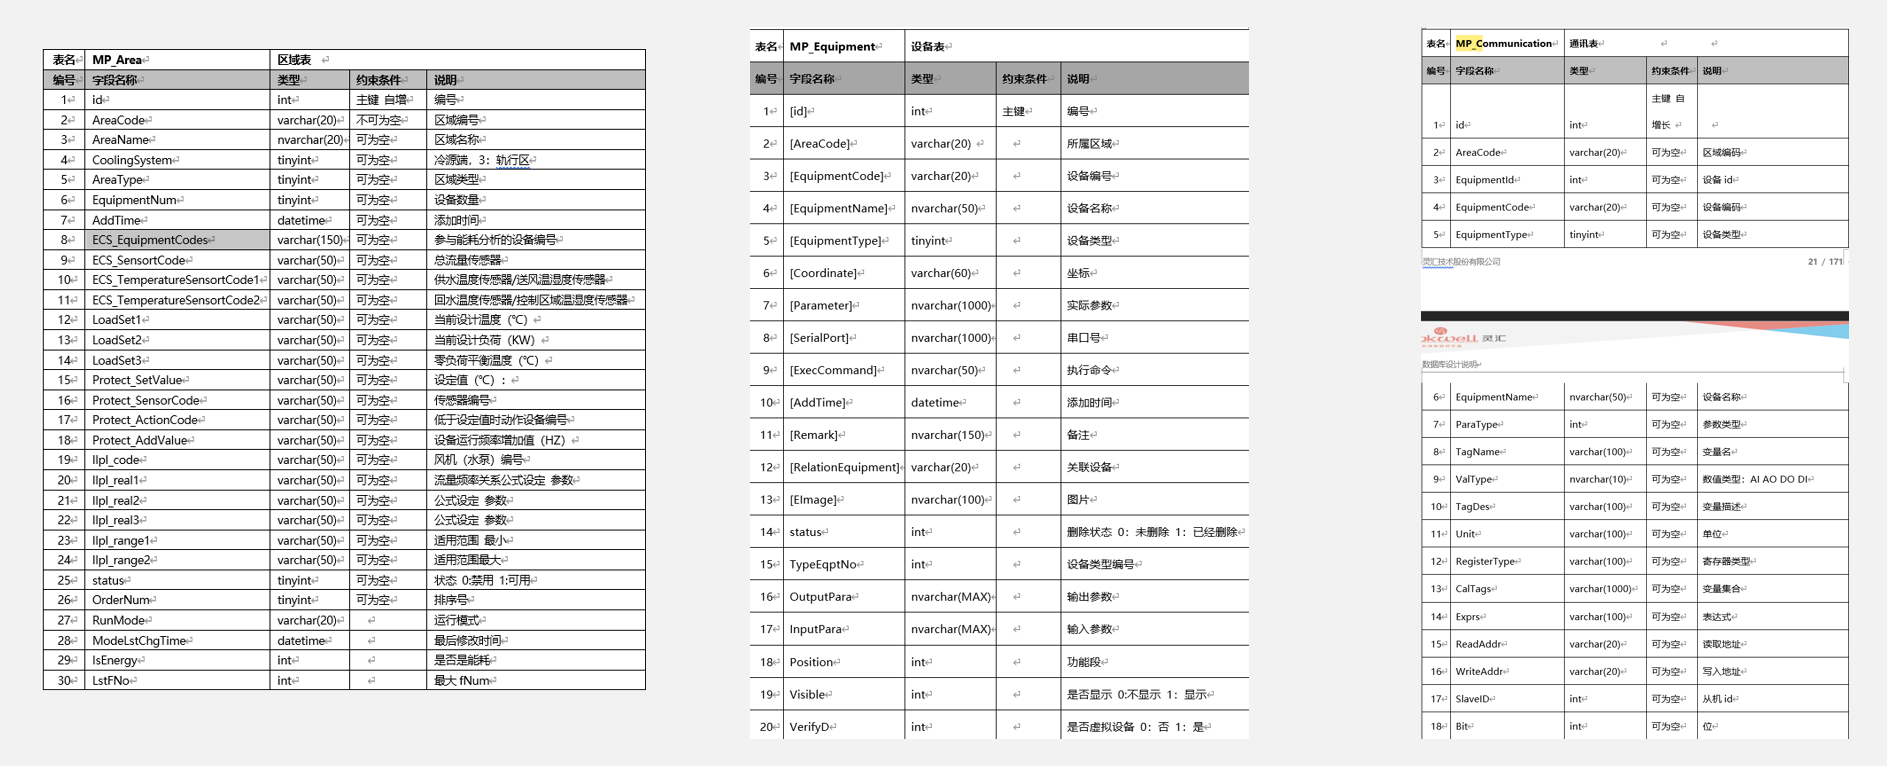 表名 MP_Area 区域表
编号 字段名称 类型 约束条件 说明
1 id int 主键 自增 编号
2 AreaCode varchar(20) 不可为空 区域编号
3 AreaName nvarchar(20) 可为空 区域名称
4 CoolingSystem tinyint 可为空 冷源端，3：轨行区
5 AreaType tinyint 可为空 区域类型
6 EquipmentNum tinyint 可为空 设备数量
7 AddTime datetime 可为空 添加时间
8 ECS_EquipmentCodes varchar(150) 可为空 参与能耗分析的设备编号
9 ECS_SensortCode varchar(50) 可为空 总流量传感器
10 ECS_TemperatureSensortCode1 varchar(50) 可为空 供水温度传感器/送风温湿度传感器
11 ECS_TemperatureSensortCode2 varchar(50) 可为空 回水温度传感器/控制区域温湿度传感器
12 LoadSet1 varchar(50) 可为空 当前设计温度（℃）
13 LoadSet2 varchar(50) 可为空 当前设计负荷（KW）
14 LoadSet3 varchar(50) 可为空 零负荷平衡温度（℃）
15 Protect_SetValue varchar(50) 可为空 设定值（℃）：
16 Protect_SensorCode varchar(50) 可为空 传感器编号
17 Protect_ActionCode varchar(50) 可为空 低于设定值时动作设备编号
18 Protect_AddValue varchar(50) 可为空 设备运行频率增加值（HZ）
19 llpl_code varchar(50) 可为空 风机（水泵）编号
20 llpl_real1 varchar(50) 可为空 流量频率关系公式设定 参数
21 llpl_real2 varchar(50) 可为空 公式设定 参数
22 llpl_real3 varchar(50) 可为空 公式设定 参数
23 llpl_range1 varchar(50) 可为空 适用范围 最小
24 llpl_range2 varchar(50) 可为空 适用范围最大
25 status tinyint 可为空 状态 0:禁用 1:可用
26 OrderNum tinyint 可为空 排序号
27 RunMode varchar(20) 运行模式
28 ModeLstChgTime datetime 最后修改时间
29 IsEnergy int 是否是能耗
30 LstFNo int 最大 fNum
表名 MP_Equipment 设备表
编号 字段名称 类型 约束条件 说明
1 [id] int 主键 编号
2 [AreaCode] varchar(20) 所属区域
3 [EquipmentCode] varchar(20) 设备编号
4 [EquipmentName] nvarchar(50) 设备名称
5 [EquipmentType] tinyint 设备类型
6 [Coordinate] varchar(60) 坐标
7 [Parameter] nvarchar(1000) 实际参数
8 [SerialPort] nvarchar(1000) 串口号
9 [ExecCommand] nvarchar(50) 执行命令
10 [AddTime] datetime 添加时间
11 [Remark] nvarchar(150) 备注
12 [RelationEquipment] varchar(20) 关联设备
13 [EImage] nvarchar(100) 图片
14 status int 删除状态 0：未删除 1：已经删除
15 TypeEqptNo int 设备类型编号
16 OutputPara nvarchar(MAX) 输出参数
17 InputPara nvarchar(MAX) 输入参数
18 Position int 功能段
19 Visible int 是否显示 0:不显示 1：显示
20 VerifyD int 是否虚拟设备 0：否 1：是
表名 MP_Communication 通讯表
编号 字段名称 类型 约束条件 说明
1 id int 主键 自增长
2 AreaCode varchar(20) 可为空 区域编码
3 EquipmentId int 可为空 设备 id
4 EquipmentCode varchar(20) 可为空 设备编码
5 EquipmentType tinyint 可为空 设备类型
灵汇技术股份有限公司 21 / 171
okwell 灵汇
数据库设计说明
6 EquipmentName nvarchar(50) 可为空 设备名称
7 ParaType int 可为空 参数类型
8 TagName varchar(100) 可为空 变量名
9 ValType nvarchar(10) 可为空 数值类型：AI AO DO DI
10 TagDes varchar(100) 可为空 变量描述
11 Unit varchar(100) 可为空 单位
12 RegisterType varchar(100) 可为空 寄存器类型
13 CalTags varchar(1000) 可为空 变量集合
14 Exprs varchar(100) 可为空 表达式
15 ReadAddr varchar(20) 可为空 读取地址
16 WriteAddr varchar(20) 可为空 写入地址
17 SlaveID int 可为空 从机 id
18 Bit int 可为空 位